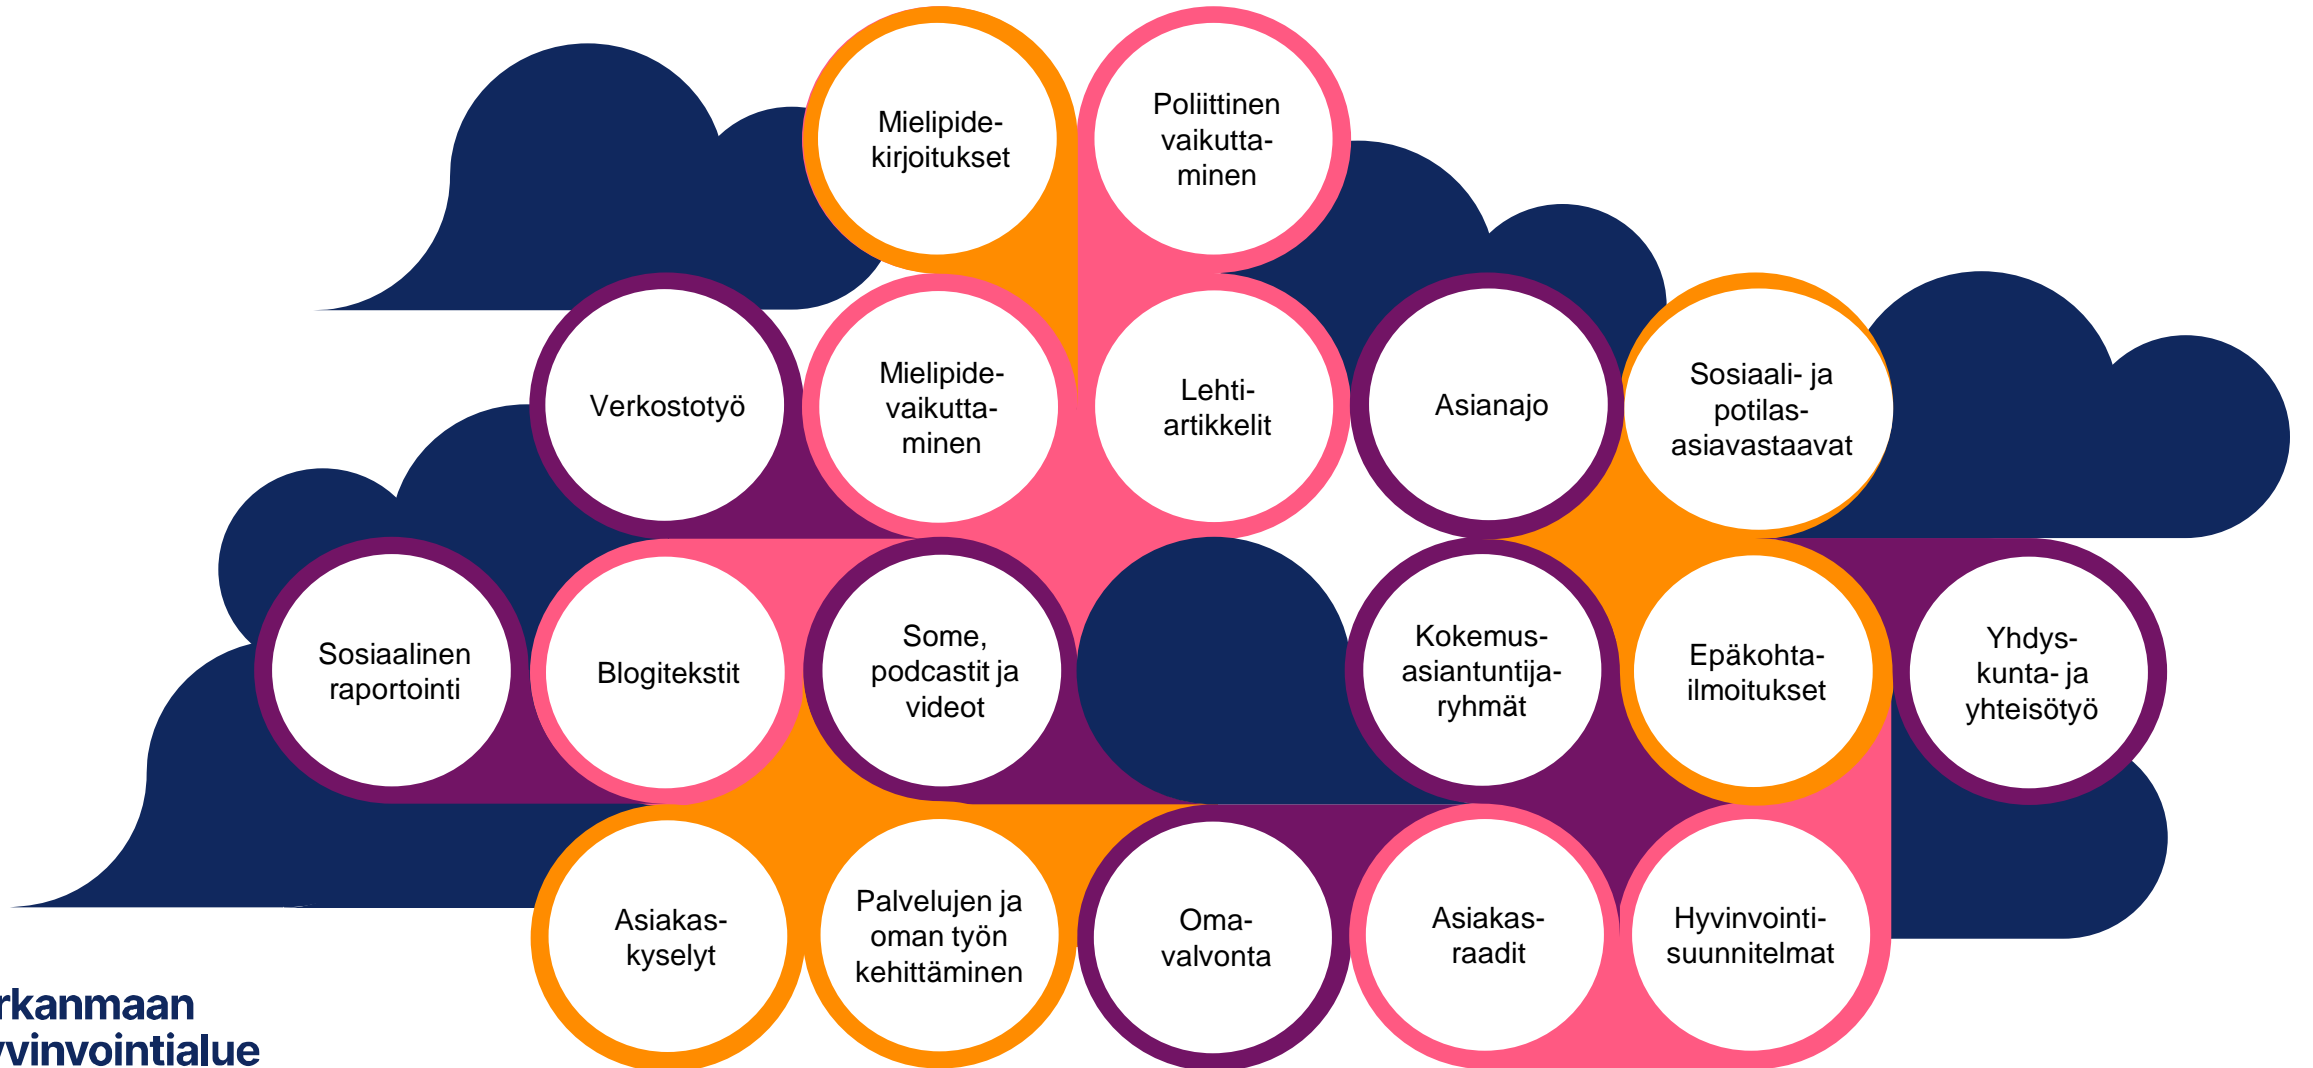 Mielipide-
kirjoitukset
Poliittinen
vaikutta-
minen
Verkostotyö
Mielipide-
vaikutta-
minen
Lehti-
artikkelit
Asianajo
Sosiaali- ja
potilas-
asiavastaavat
Sosiaalinen
raportointi
Blogitekstit
Some,
podcastit ja
videot
Kokemus-
asiantuntija-
ryhmät
Epäkohta-
ilmoitukset
Yhdys-
kunta- ja
yhteisötyö
Asiakas-
kyselyt
Palvelujen ja
oman työn
kehittäminen
Oma-
valvonta
Asiakas-
raadit
Hyvinvointi-
suunnitelmat
rkanmaan
yvinvointialue